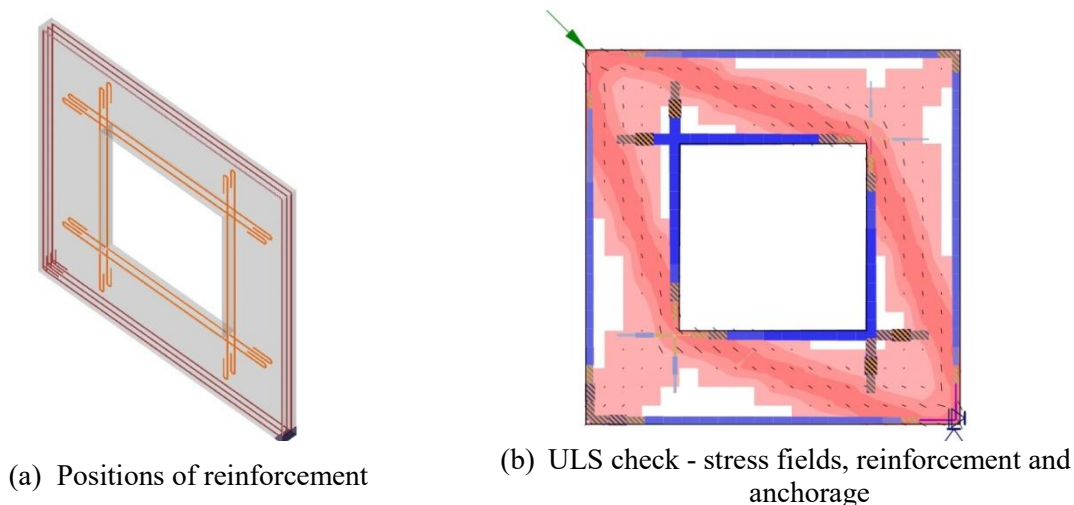 (a) Positions of reinforcement
(b) ULS check - stress fields, reinforcement and
anchorage